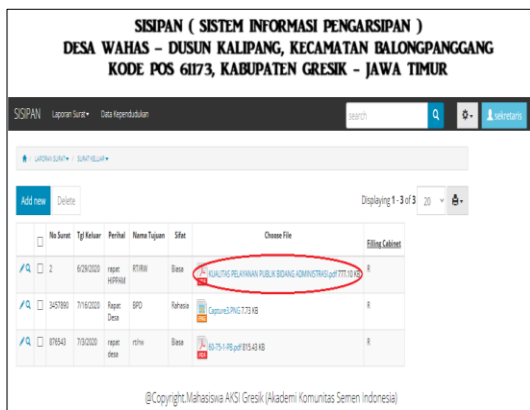 SISIPAN ( SISTEM INFORMASI PENGARSIPAN )
DESA WAHAS – DUSUN KALIPANG, KECAMATAN BALONGPANGGANG
KODE POS 61173, KABUPATEN GRESIK – JAWA TIMUR
SISIPAN Laporan Surat Data Kependudukan search sekretaris
/ LAPORAN SURAT / SURAT KELUAR
Add new Delete Displaying 1 - 3 of 3 20
No Surat Tgl Keluar Perihal Nama Tujuan Sifat Choose File Filling Cabinet
2 6/29/2020 rapat HIPPAM RT/RW Biasa KUALITAS PELAYANAN PUBLIK BIDANG ADMINISTRASI.pdf 777.10 KB R
3457890 7/16/2020 Rapat Desa BPD Rahasia Capture3.PNG 7.73 KB R
876543 7/3/2020 rapat desa rt/rw Biasa 60-75-1-PB.pdf 815.43 KB R
@Copyright.Mahasiswa AKSI Gresik (Akademi Komunitas Semen Indonesia)